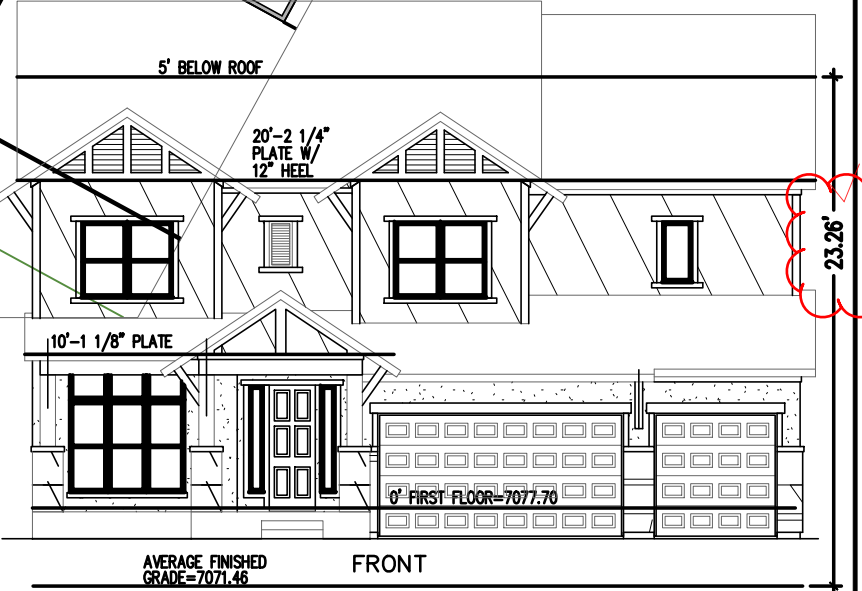 5' BELOW ROOF
20'-2 1/4"
PLATE W/
12" HEEL
23.26'
10'-1 1/8" PLATE
0' FIRST FLOOR=7077.70
AVERAGE FINISHED
GRADE=7071.46
FRONT